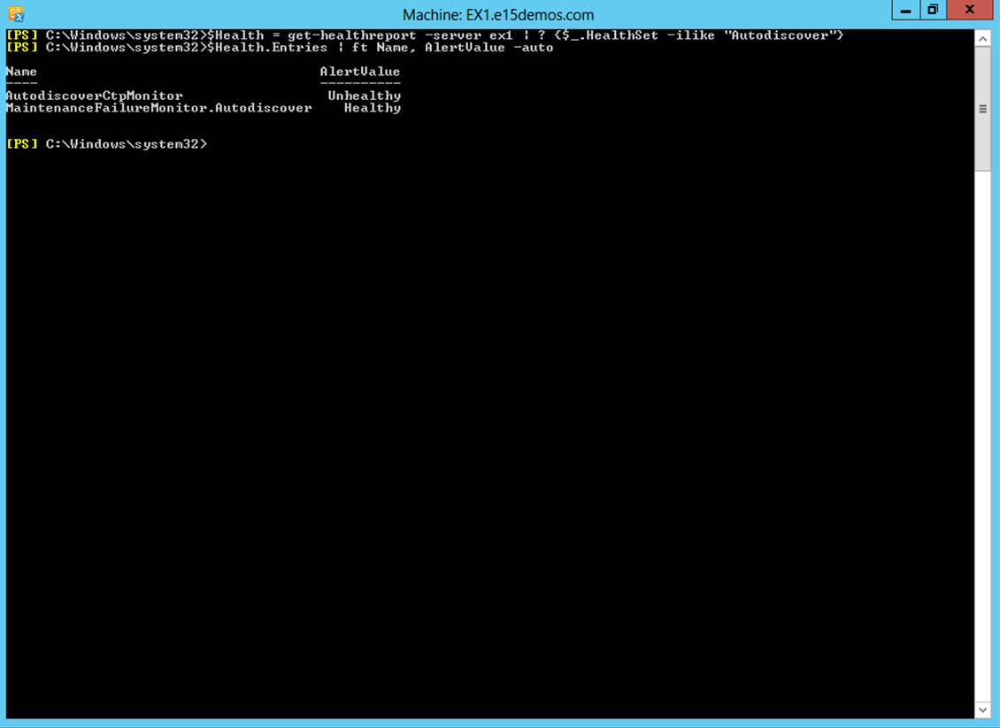 Machine: EX1.e15demos.com
[PS] C:\Windows\system32>$Health = get-healthreport -server ex1 | ? {$_.HealthSet -ilike "Autodiscover"}
[PS] C:\Windows\system32>$Health.Entries | ft Name, AlertValue -auto
Name AlertValue
---- ----------
AutodiscoverCtpMonitor Unhealthy
MaintenanceFailureMonitor.Autodiscover Healthy
[PS] C:\Windows\system32>